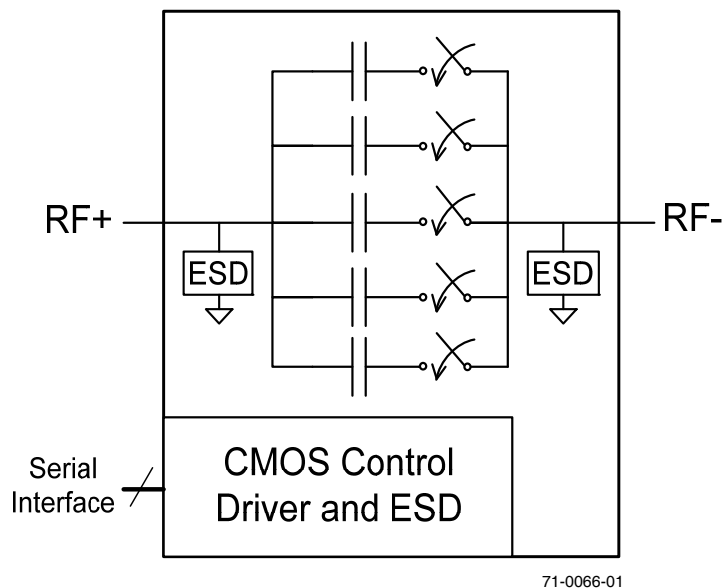 RF+
RF-
ESD
ESD
Serial
Interface
CMOS Control
Driver and ESD
71-0066-01